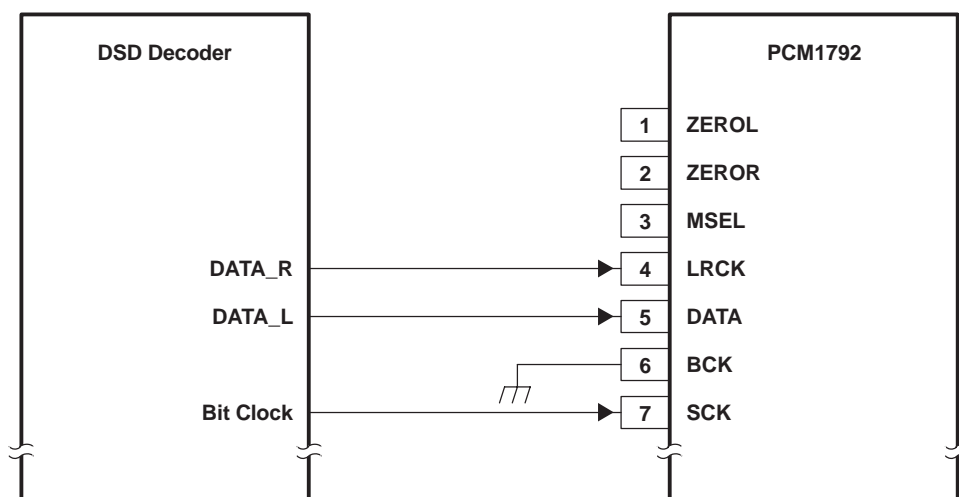 DSD Decoder
PCM1792
1 ZEROL
2 ZEROR
3 MSEL
DATA_R 4 LRCK
DATA_L 5 DATA
6 BCK
Bit Clock 7 SCK